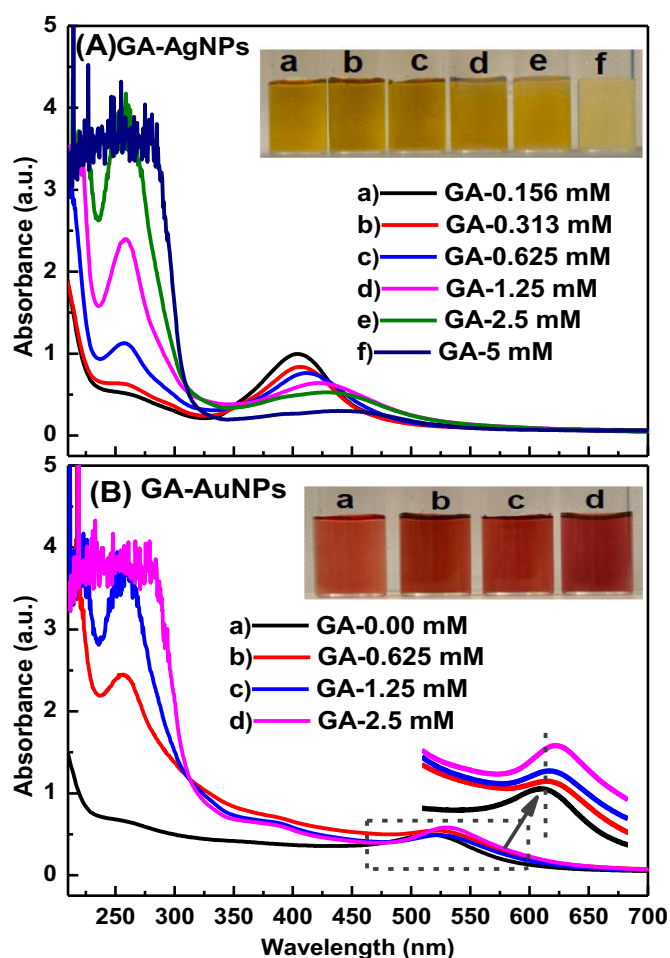 (A) GA-AgNPs
a b c d e f
a) GA-0.156 mM
b) GA-0.313 mM
c) GA-0.625 mM
d) GA-1.25 mM
e) GA-2.5 mM
f) GA-5 mM
5
4
3
2
1
0
Absorbance (a.u.)
(B) GA-AuNPs
a b c d
a) GA-0.00 mM
b) GA-0.625 mM
c) GA-1.25 mM
d) GA-2.5 mM
5
4
3
2
1
0
Absorbance (a.u.)
250 300 350 400 450 500 550 600 650 700
Wavelength (nm)